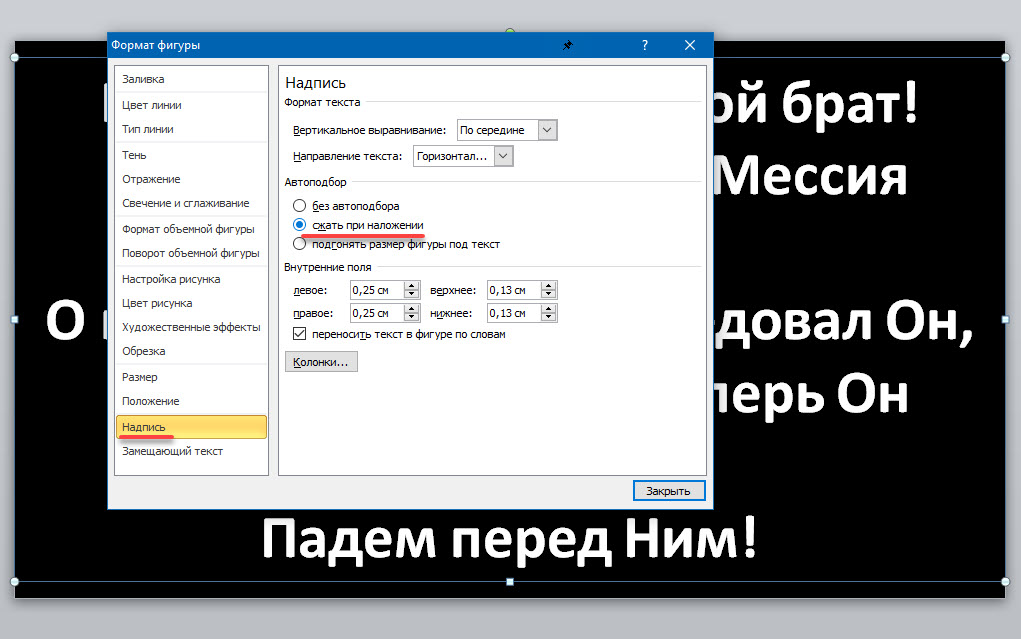 Формат фигуры
?
Заливка
Цвет линии
Тип линии
Тень
Отражение
Свечение и сглаживание
Формат объемной фигуры
Поворот объемной фигуры
Настройка рисунка
Цвет рисунка
Художественные эффекты
Обрезка
Размер
Положение
Надпись
Замещающий текст
Надпись
Формат текста
Вертикальное выравнивание: По середине
Направление текста: Горизонтал...
Автоподбор
без автоподбора
сжать при наложении
подгонять размер фигуры под текст
Внутренние поля
левое: 0,25 см верхнее: 0,13 см
правое: 0,25 см нижнее: 0,13 см
переносить текст в фигуре по словам
Колонки...
Закрыть
брат!
Мессия
О Он,
Он
Падем перед Ним!